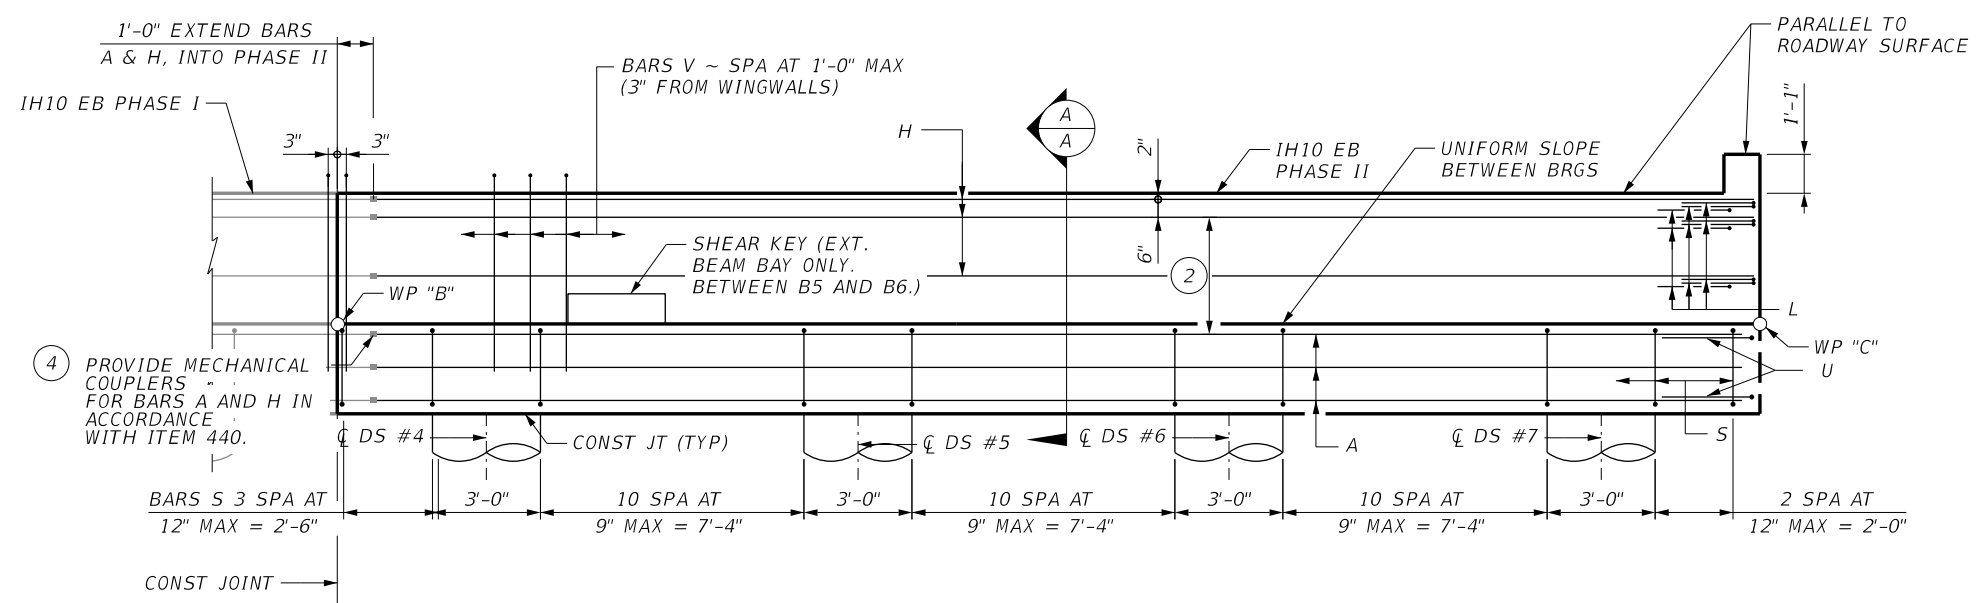 1'-0" EXTEND BARS
A & H, INTO PHASE II
IH10 EB PHASE I
3"
3"
BARS V ~ SPA AT 1'-0" MAX
(3" FROM WINGWALLS)
H
A
A
2"
6"
IH10 EB
PHASE II
UNIFORM SLOPE
BETWEEN BRGS
PARALLEL TO
ROADWAY SURFACE
1'-1"
SHEAR KEY (EXT.
BEAM BAY ONLY.
BETWEEN B5 AND B6.)
2
WP "B"
L
WP "C"
U
4
PROVIDE MECHANICAL
COUPLERS
FOR BARS A AND H IN
ACCORDANCE
WITH ITEM 440.
℄ DS #4
CONST JT (TYP)
℄ DS #5
℄ DS #6
A
℄ DS #7
S
BARS S 3 SPA AT
12" MAX = 2'-6"
3'-0"
10 SPA AT
9" MAX = 7'-4"
3'-0"
10 SPA AT
9" MAX = 7'-4"
3'-0"
10 SPA AT
9" MAX = 7'-4"
3'-0"
2 SPA AT
12" MAX = 2'-0"
CONST JOINT